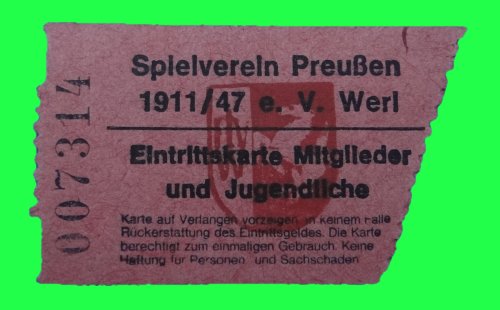 Spielverein Preußen
1911/47 e. V. Werl
Eintrittskarte Mitglieder
und Jugendliche
Karte auf Verlangen vorzeigen in keinem Falle
Rückerstattung des Eintrittsgeldes. Die Karte
berechtigt zum einmaligen Gebrauch. Keine
Haftung für Personen- und Sachschaden
007314